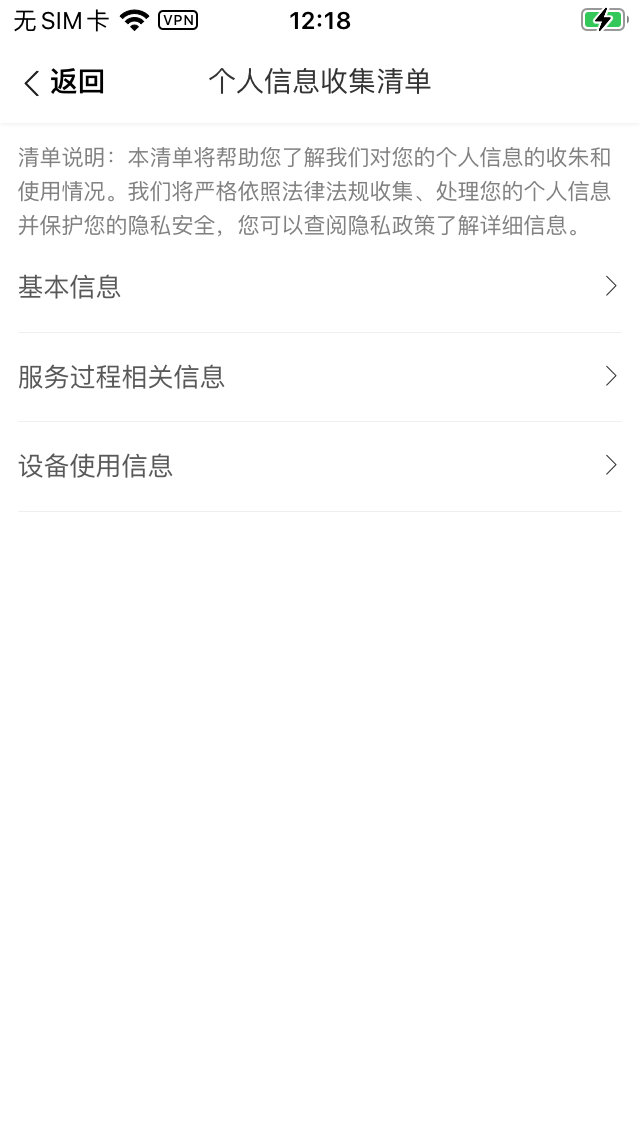 无SIM卡 VPN 12:18
返回 个人信息收集清单
清单说明：本清单将帮助您了解我们对您的个人信息的收朱和
使用情况。我们将严格依照法律法规收集、处理您的个人信息
并保护您的隐私安全，您可以查阅隐私政策了解详细信息。
基本信息
服务过程相关信息
设备使用信息